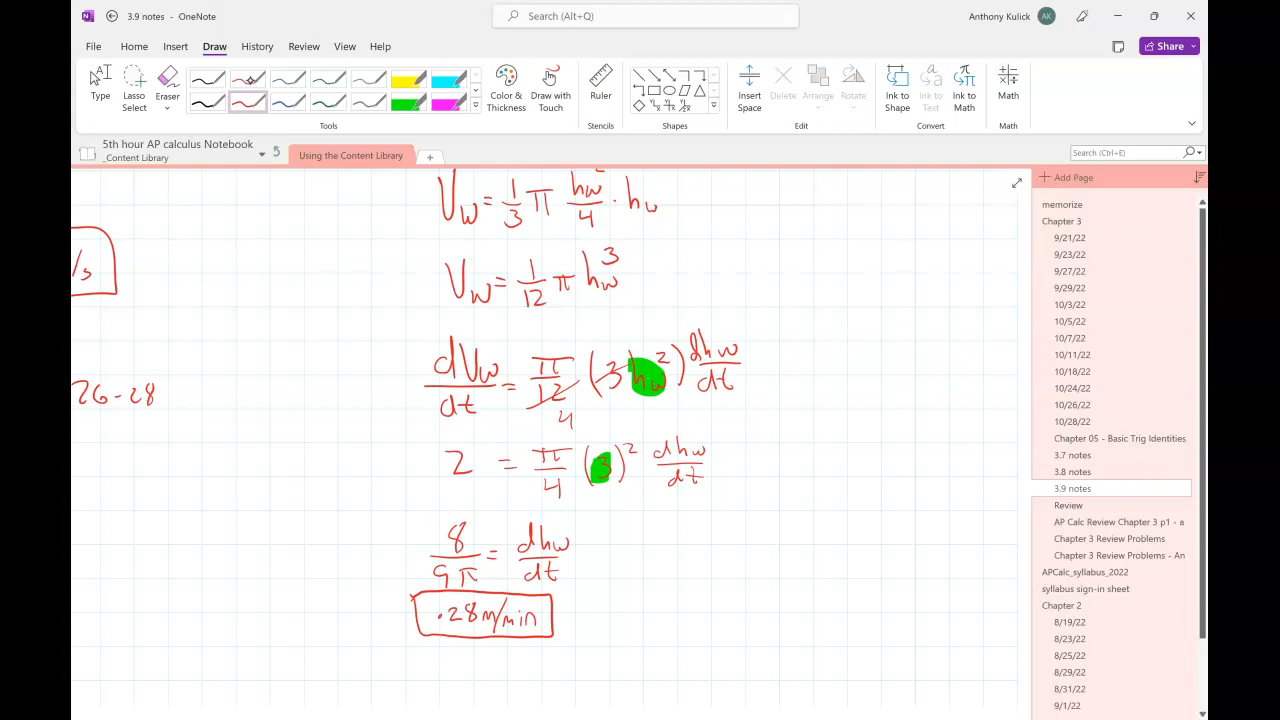 3.9 notes - OneNote
Search (Alt+Q)
Anthony Kulick
AK
File Home Insert Draw History Review View Help
Share
Type
Lasso Select
Eraser
Color & Thickness
Draw with Touch
Ruler
Insert Space
Delete
Arrange
Rotate
Ink to Shape
Ink to Text
Ink to Math
Math
Tools
Stencils
Shapes
Edit
Convert
Math
5th hour AP calculus Notebook
_Content Library
Using the Content Library
Search (Ctrl+E)
V_w = 1/3 π h_w^2/4 · h_w
V_w = 1/12 π h_w^3
dV_w/dt = π/12 (3 h_w^2) dh_w/dt
4
2 = π/4 (3)^2 dh_w/dt
8/9π = dh_w/dt
.28 m/min
/s
26-28
Add Page
memorize
Chapter 3
9/21/22
9/23/22
9/27/22
9/29/22
10/3/22
10/5/22
10/7/22
10/11/22
10/18/22
10/24/22
10/26/22
10/28/22
Chapter 05 - Basic Trig Identities
3.7 notes
3.8 notes
3.9 notes
Review
AP Calc Review Chapter 3 p1 - a
Chapter 3 Review Problems
Chapter 3 Review Problems - An
APCalc_syllabus_2022
syllabus sign-in sheet
Chapter 2
8/19/22
8/23/22
8/25/22
8/29/22
8/31/22
9/1/22